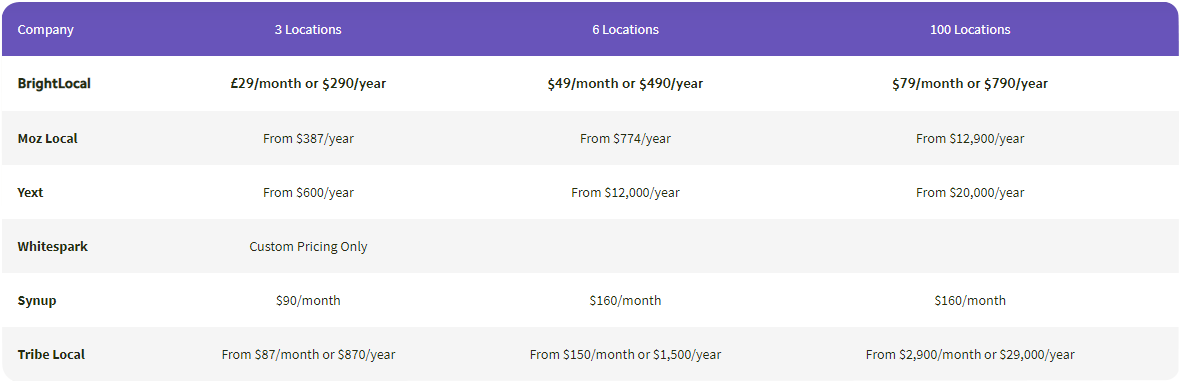 Company 3 Locations 6 Locations 100 Locations
BrightLocal £29/month or $290/year $49/month or $490/year $79/month or $790/year
Moz Local From $387/year From $774/year From $12,900/year
Yext From $600/year From $12,000/year From $20,000/year
Whitespark Custom Pricing Only
Synup $90/month $160/month $160/month
Tribe Local From $87/month or $870/year From $150/month or $1,500/year From $2,900/month or $29,000/year